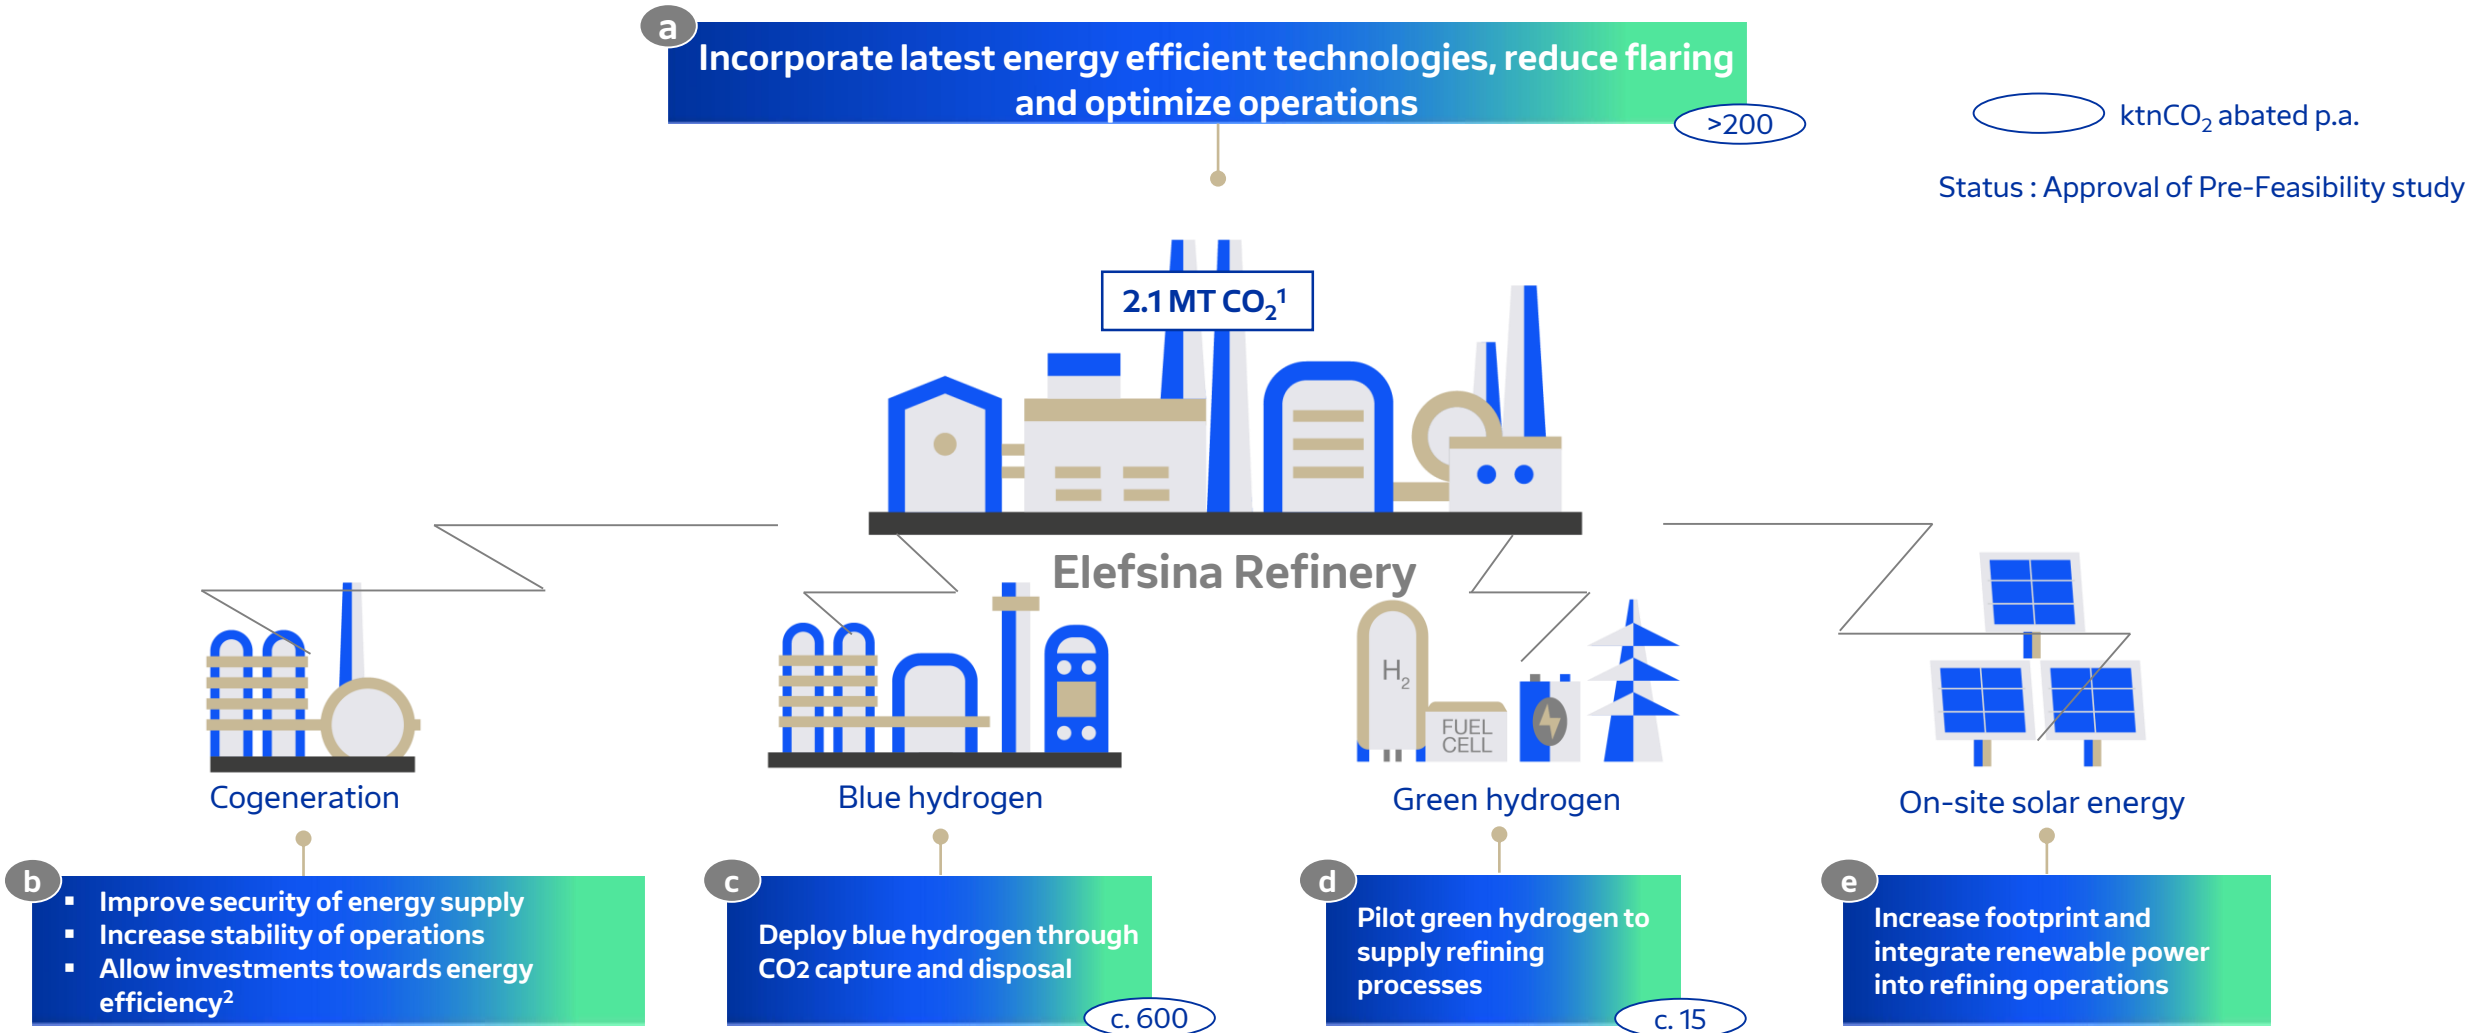 a
Incorporate latest energy efficient technologies, reduce flaring
and optimize operations
>200
ktnCO₂ abated p.a.
Status : Approval of Pre-Feasibility study
2.1 MT CO₂¹
Elefsina Refinery
H₂
FUEL
CELL
Cogeneration
Blue hydrogen
Green hydrogen
On-site solar energy
b
▪ Improve security of energy supply
▪ Increase stability of operations
▪ Allow investments towards energy
efficiency²
c
Deploy blue hydrogen through
CO2 capture and disposal
c. 600
d
Pilot green hydrogen to
supply refining
processes
c. 15
e
Increase footprint and
integrate renewable power
into refining operations